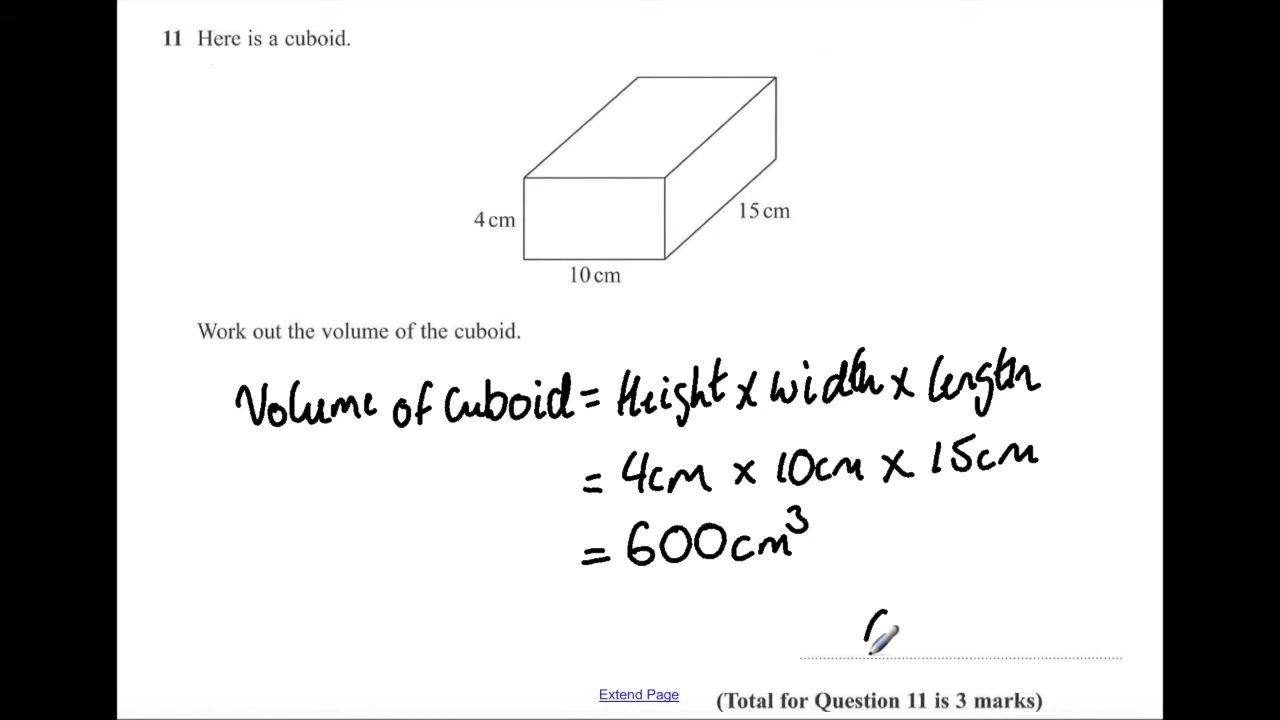 11 Here is a cuboid.
4 cm
15 cm
10 cm
Work out the volume of the cuboid.
Volume of Cuboid = Height x width x length
= 4cm x 10cm x 15cm
= 600cm³
Extend Page
(Total for Question 11 is 3 marks)